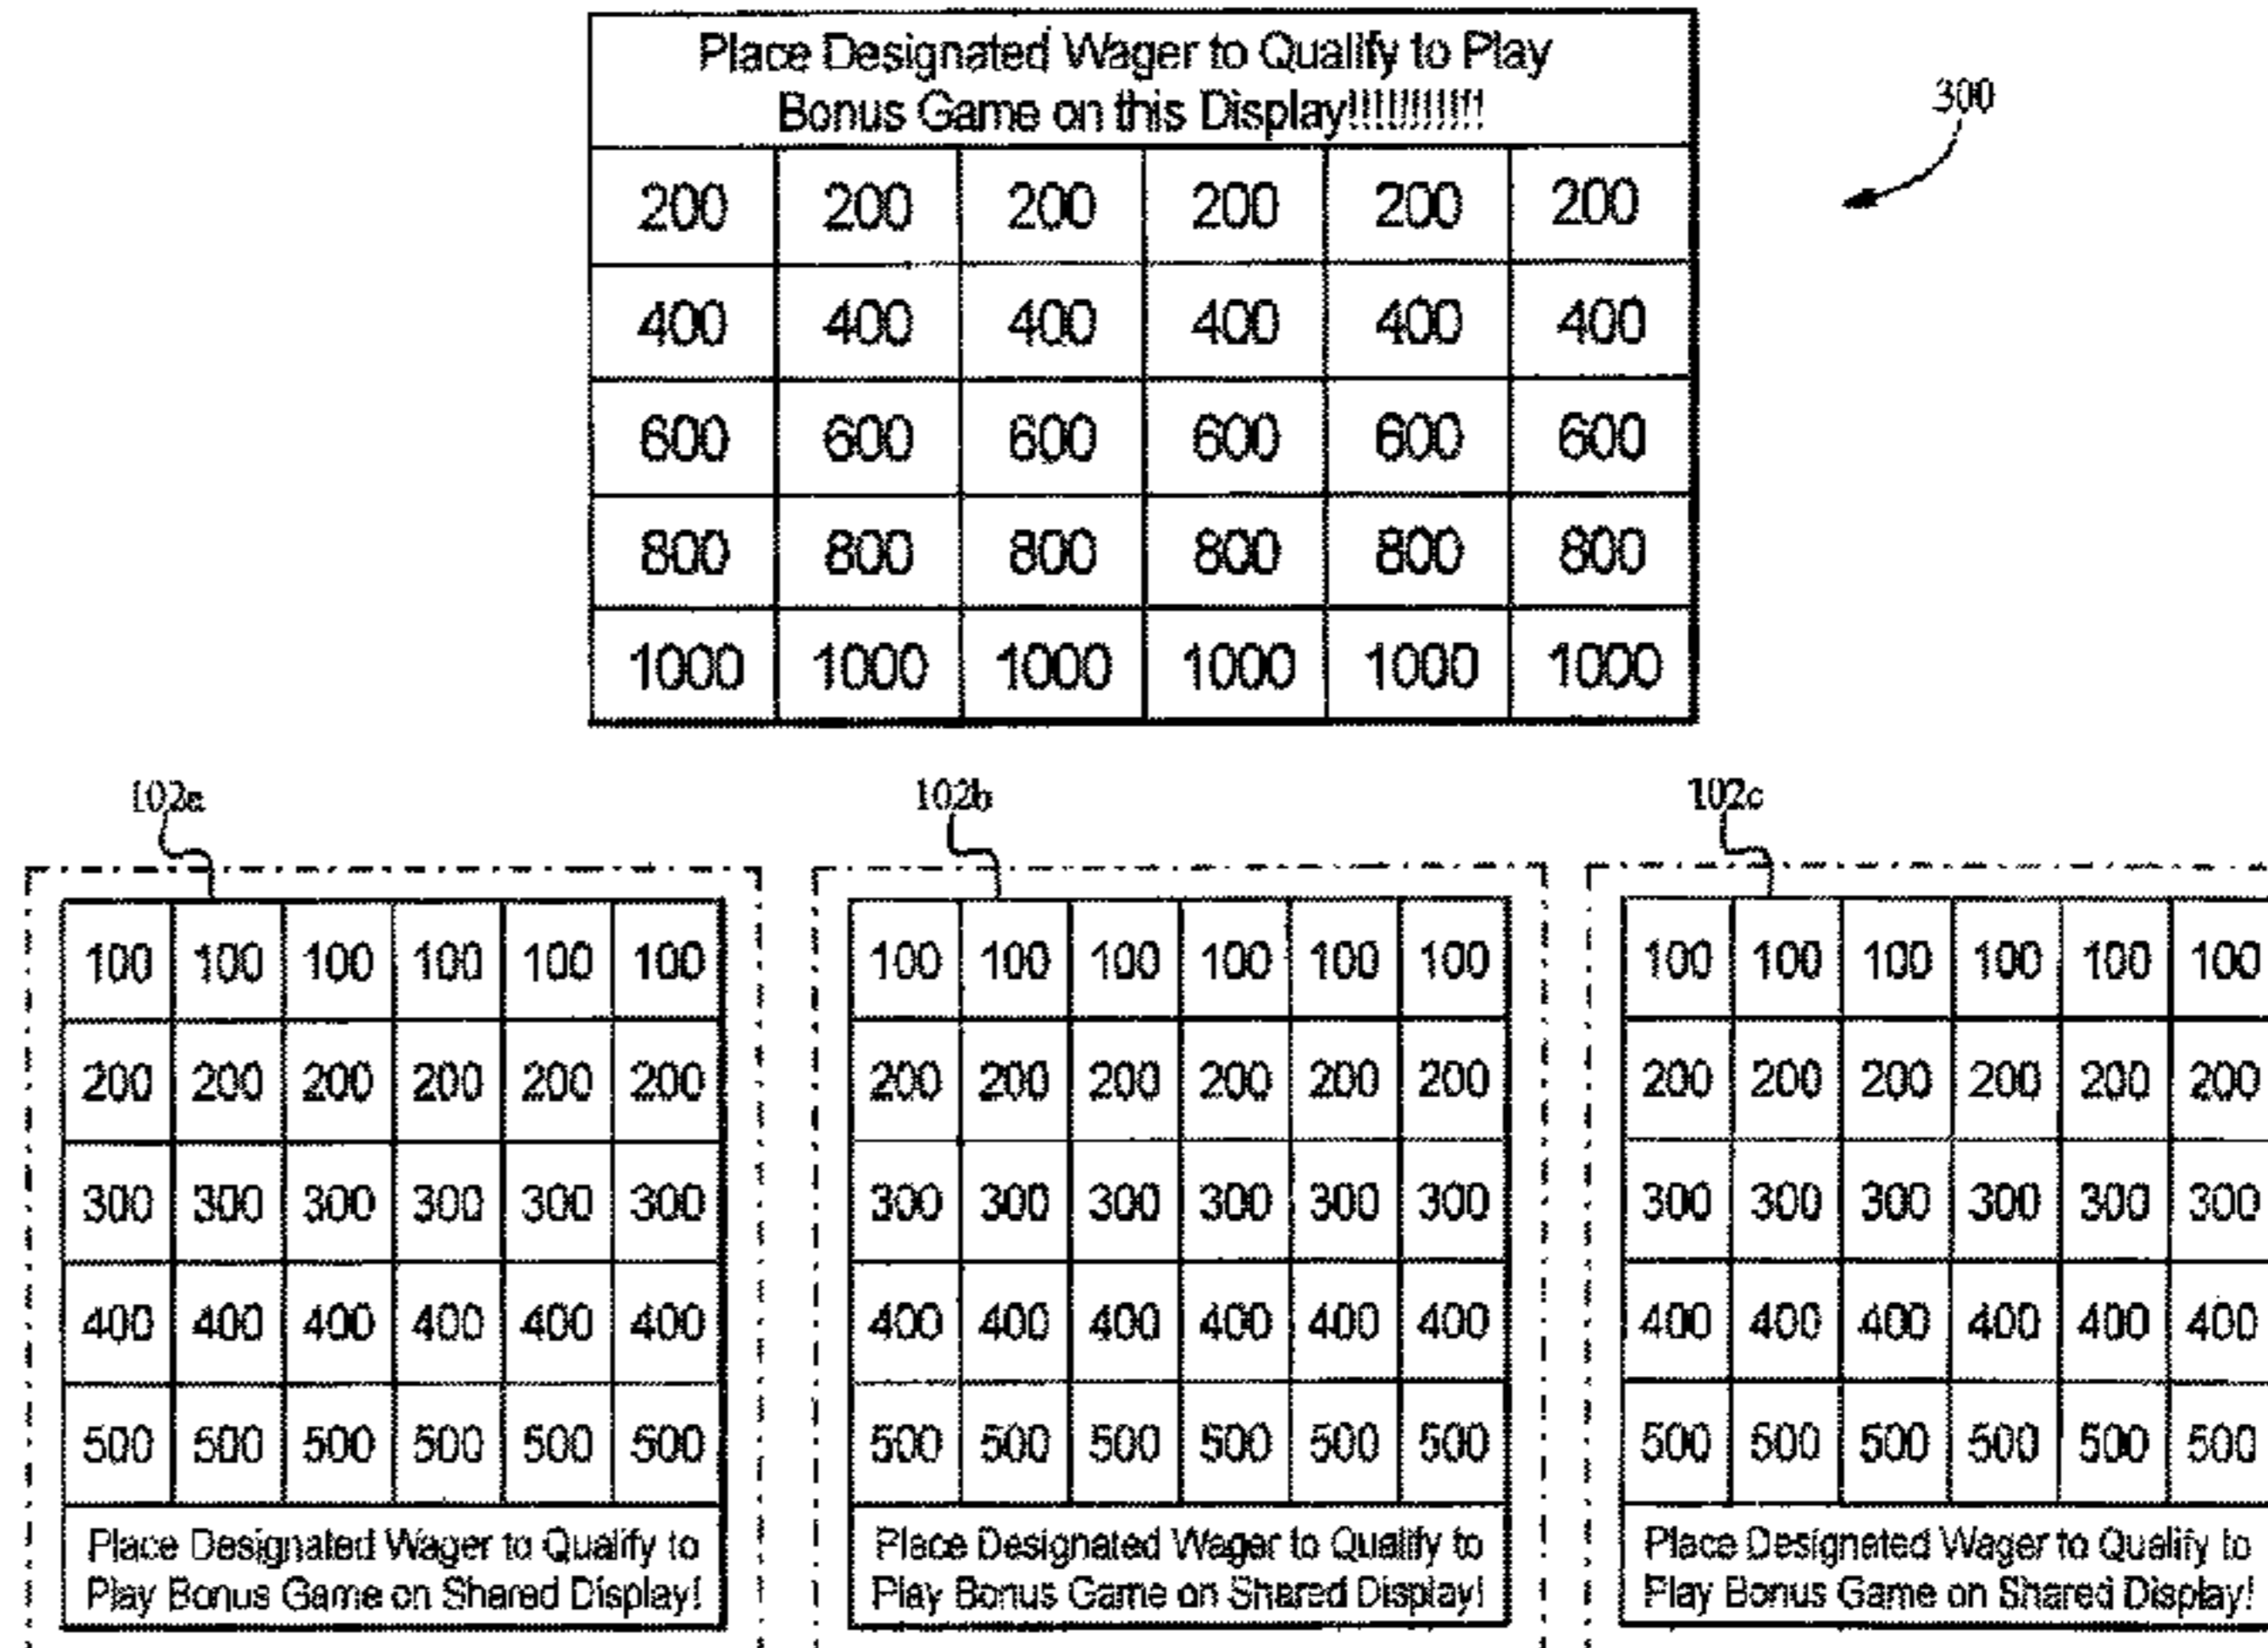 Place Designated Wager to Qualify to Play
Bonus Game on this Display!!!!!!!!!!!
300
200 200 200 200 200 200
400 400 400 400 400 400
600 600 600 600 600 600
800 800 800 800 800 800
1000 1000 1000 1000 1000 1000
102a
100 100 100 100 100 100
200 200 200 200 200 200
300 300 300 300 300 300
400 400 400 400 400 400
500 500 500 500 500 500
Place Designated Wager to Qualify to
Play Bonus Game on Shared Display!
102b
100 100 100 100 100 100
200 200 200 200 200 200
300 300 300 300 300 300
400 400 400 400 400 400
500 500 500 500 500 500
Place Designated Wager to Qualify to
Play Bonus Game on Shared Display!
102c
100 100 100 100 100 100
200 200 200 200 200 200
300 300 300 300 300 300
400 400 400 400 400 400
500 500 500 500 500 500
Place Designated Wager to Qualify to
Play Bonus Game on Shared Display!